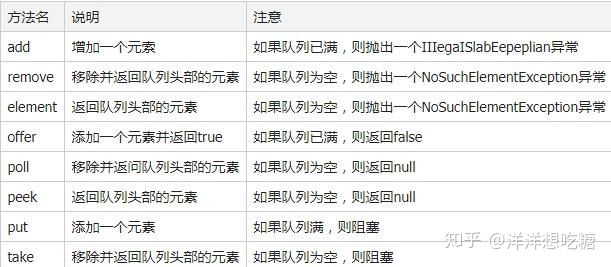 方法名 说明 注意
add 增加一个元索 如果队列已满，则抛出一个IIIegaISlabEepeplian异常
remove 移除并返回队列头部的元素 如果队列为空，则抛出一个NoSuchElementException异常
element 返回队列头部的元素 如果队列为空，则抛出一个NoSuchElementException异常
offer 添加一个元素并返回true 如果队列已满，则返回false
poll 移除并返问队列头部的元素 如果队列为空，则返回null
peek 返回队列头部的元素 如果队列为空，则返回null
put 添加一个元素 如果队列满，则阻塞
take 移除并返回队列头部的元素 如果队列为空，则阻塞
知乎 @洋洋想吃糖